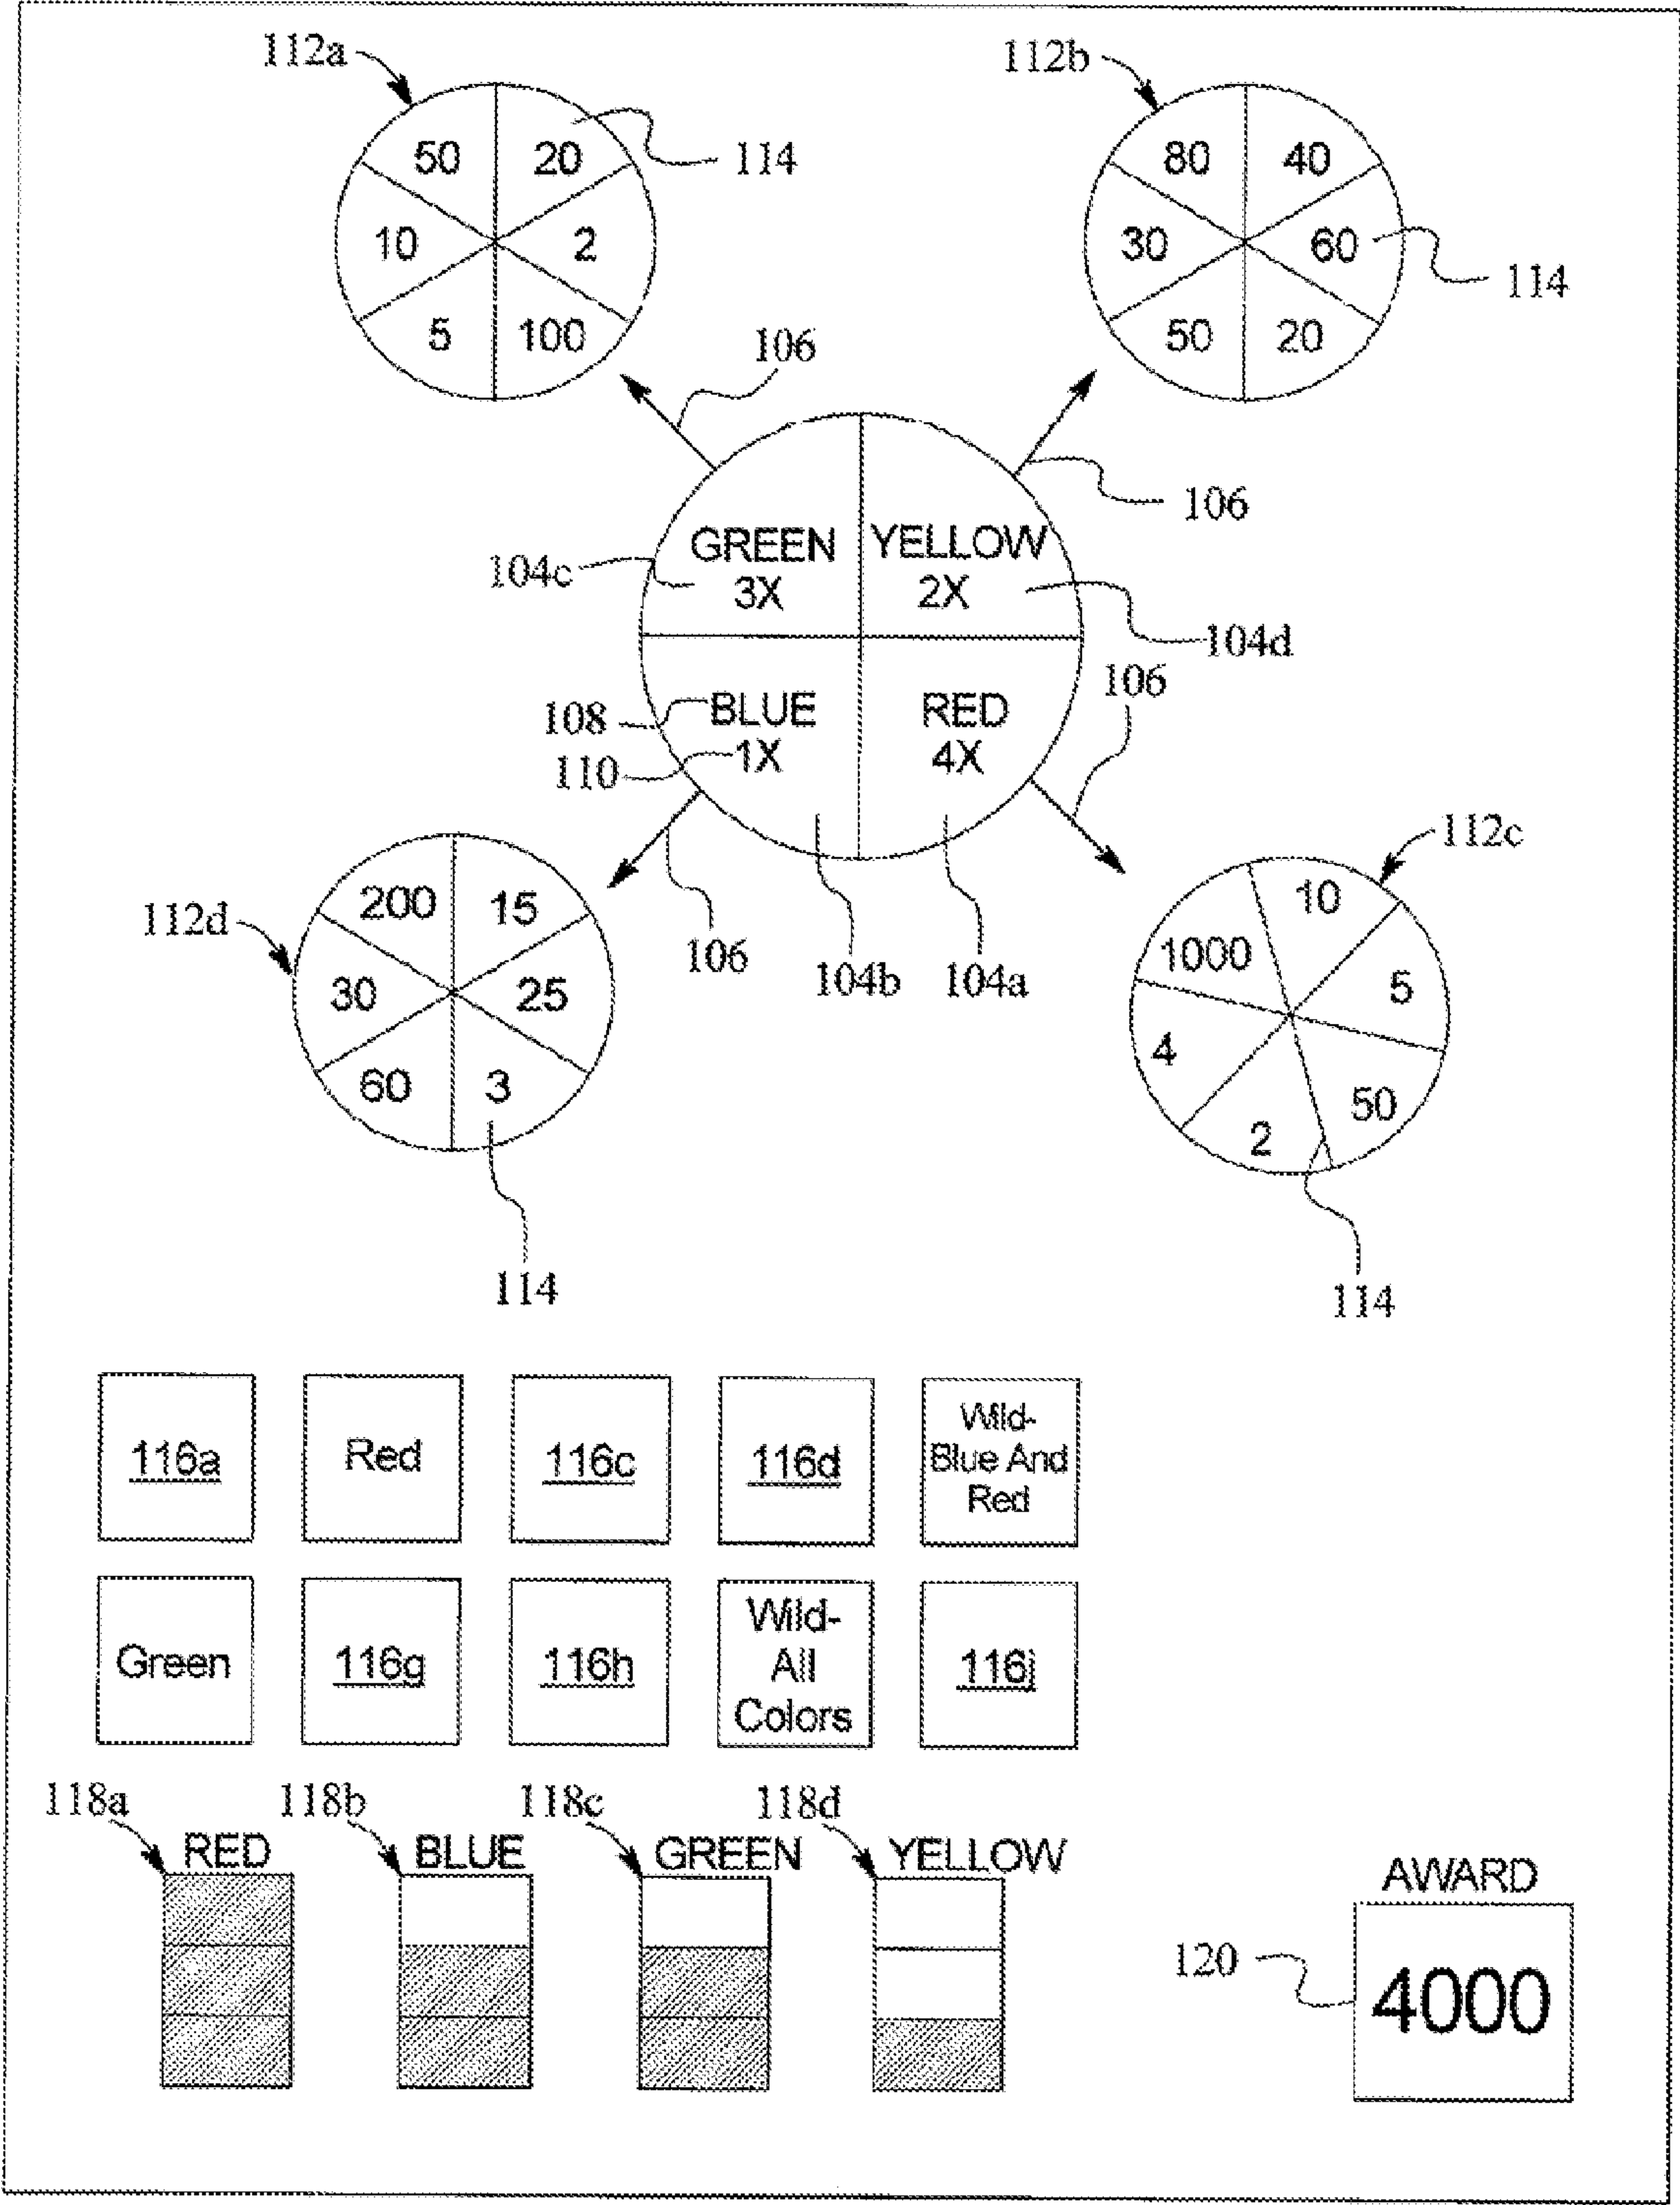 112a
112b
50
20
114
80
40
10
2
30
60
114
5
100
50
20
106
106
GREEN
3X
YELLOW
2X
104c
104d
106
108
BLUE
1X
RED
4X
110
112c
112d
200
15
30
25
60
3
106
104b
104a
10
1000
5
4
50
2
114
114
116a
Red
116c
116d
Wild-
Blue And
Red
Green
116g
116h
Wild-
All
Colors
116j
118a
118b
118c
118d
RED
BLUE
GREEN
YELLOW
AWARD
120
4000